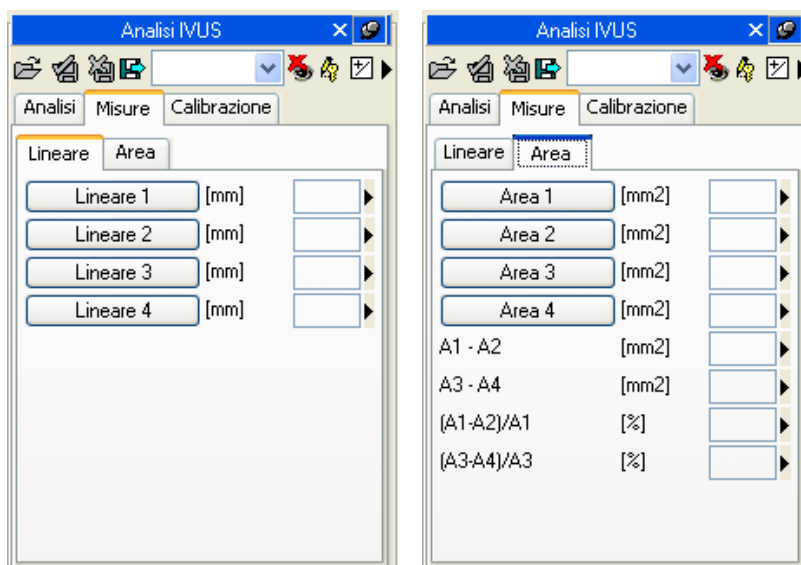 Analisi IVUS
Analisi Misure Calibrazione
Lineare Area
Lineare 1 [mm]
Lineare 2 [mm]
Lineare 3 [mm]
Lineare 4 [mm]
Analisi IVUS
Analisi Misure Calibrazione
Lineare Area
Area 1 [mm2]
Area 2 [mm2]
Area 3 [mm2]
Area 4 [mm2]
A1 - A2 [mm2]
A3 - A4 [mm2]
(A1-A2)/A1 [%]
(A3-A4)/A3 [%]